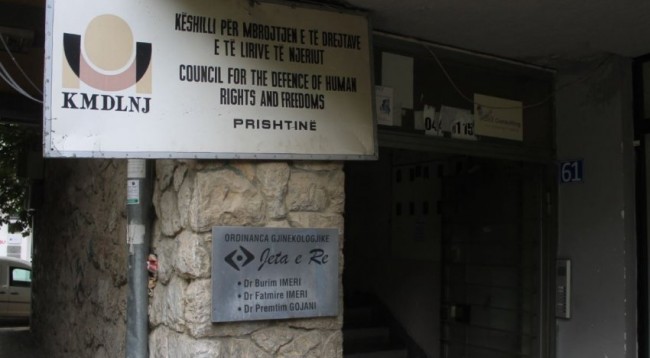 KËSHILLI PËR MBROJTJEN E TË DREJTAVE
E TË LIRIVE TË NJERIUT
COUNCIL FOR THE DEFENCE OF HUMAN
RIGHTS AND FREEDOMS
PRISHTINË
KMDLNJ
61
ORDINANCA GJINEKOLOGJIKE
Jeta e Re
• Dr Burim IMERI
• Dr Fatmire IMERI
• Dr Premtim GOJANI